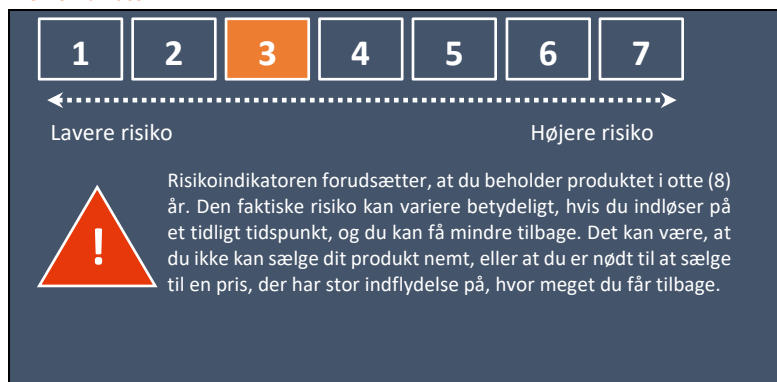 1 2 3 4 5 6 7
Lavere risiko Højere risiko
Risikoindikatoren forudsætter, at du beholder produktet i otte (8)
år. Den faktiske risiko kan variere betydeligt, hvis du indløser på
et tidligt tidspunkt, og du kan få mindre tilbage. Det kan være, at
du ikke kan sælge dit produkt nemt, eller at du er nødt til at sælge
til en pris, der har stor indflydelse på, hvor meget du får tilbage.
!